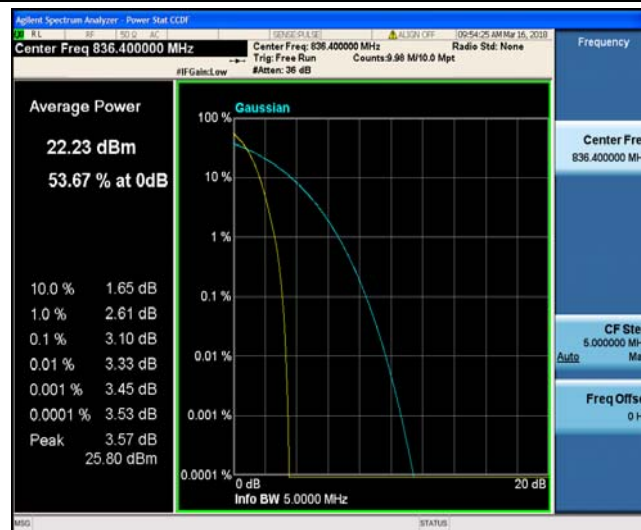 Agilent Spectrum Analyzer - Power Stat CCDF
RL RF 50 Ω AC SENSE:PULSE ALIGN OFF 09:54:25 AM Mar 16, 2018
Center Freq 836.400000 MHz
Center Freq: 836.400000 MHz Radio Std: None
Trig: Free Run Counts:9.98 M/10.0 Mpt
#IFGain:Low #Atten: 36 dB
Frequency
Average Power
22.23 dBm
53.67 % at 0dB
10.0 % 1.65 dB
1.0 % 2.61 dB
0.1 % 3.10 dB
0.01 % 3.33 dB
0.001 % 3.45 dB
0.0001 % 3.53 dB
Peak 3.57 dB
25.80 dBm
Gaussian
100 %
10 %
1 %
0.1 %
0.01 %
0.001 %
0.0001 %
0 dB 20 dB
Info BW 5.0000 MHz
Center Fre
836.400000 MH
CF Ste
5.000000 MH
Auto Ma
Freq Offs
0 H
MSG STATUS